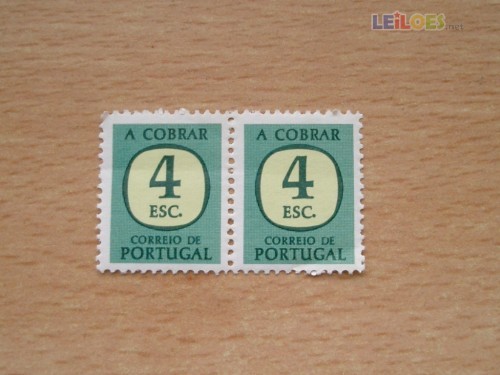 LEiLOES.net
A COBRAR
4
ESC.
CORREIO DE
PORTUGAL
A COBRAR
4
ESC.
CORREIO DE
PORTUGAL